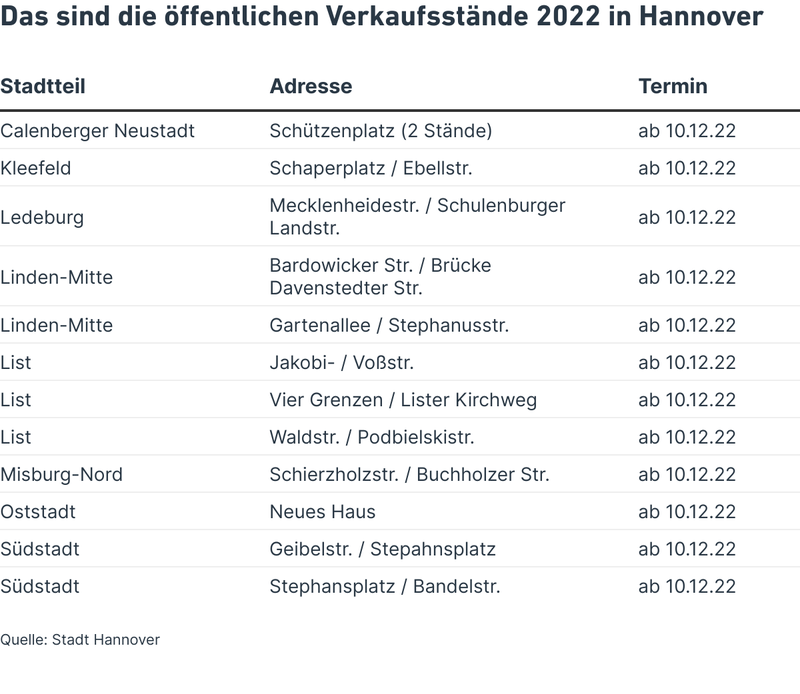 Das sind die öffentlichen Verkaufsstände 2022 in Hannover
Stadtteil Adresse Termin
Calenberger Neustadt Schützenplatz (2 Stände) ab 10.12.22
Kleefeld Schaperplatz / Ebellstr. ab 10.12.22
Ledeburg Mecklenheidestr. / Schulenburger ab 10.12.22
Landstr.
Linden-Mitte Bardowicker Str. / Brücke ab 10.12.22
Davenstedter Str.
Linden-Mitte Gartenallee / Stephanusstr. ab 10.12.22
List Jakobi- / Voßstr. ab 10.12.22
List Vier Grenzen / Lister Kirchweg ab 10.12.22
List Waldstr. / Podbielskistr. ab 10.12.22
Misburg-Nord Schierzholzstr. / Buchholzer Str. ab 10.12.22
Oststadt Neues Haus ab 10.12.22
Südstadt Geibelstr. / Stepahnsplatz ab 10.12.22
Südstadt Stephansplatz / Bandelstr. ab 10.12.22
Quelle: Stadt Hannover